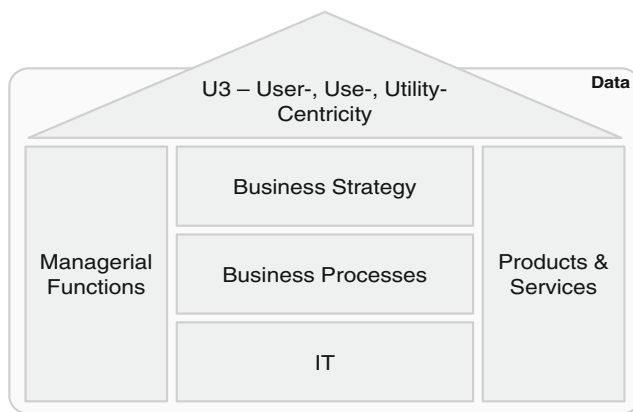 U3 – User-, Use-, Utility-
Centricity
Data
Managerial
Functions
Business Strategy
Business Processes
IT
Products &
Services